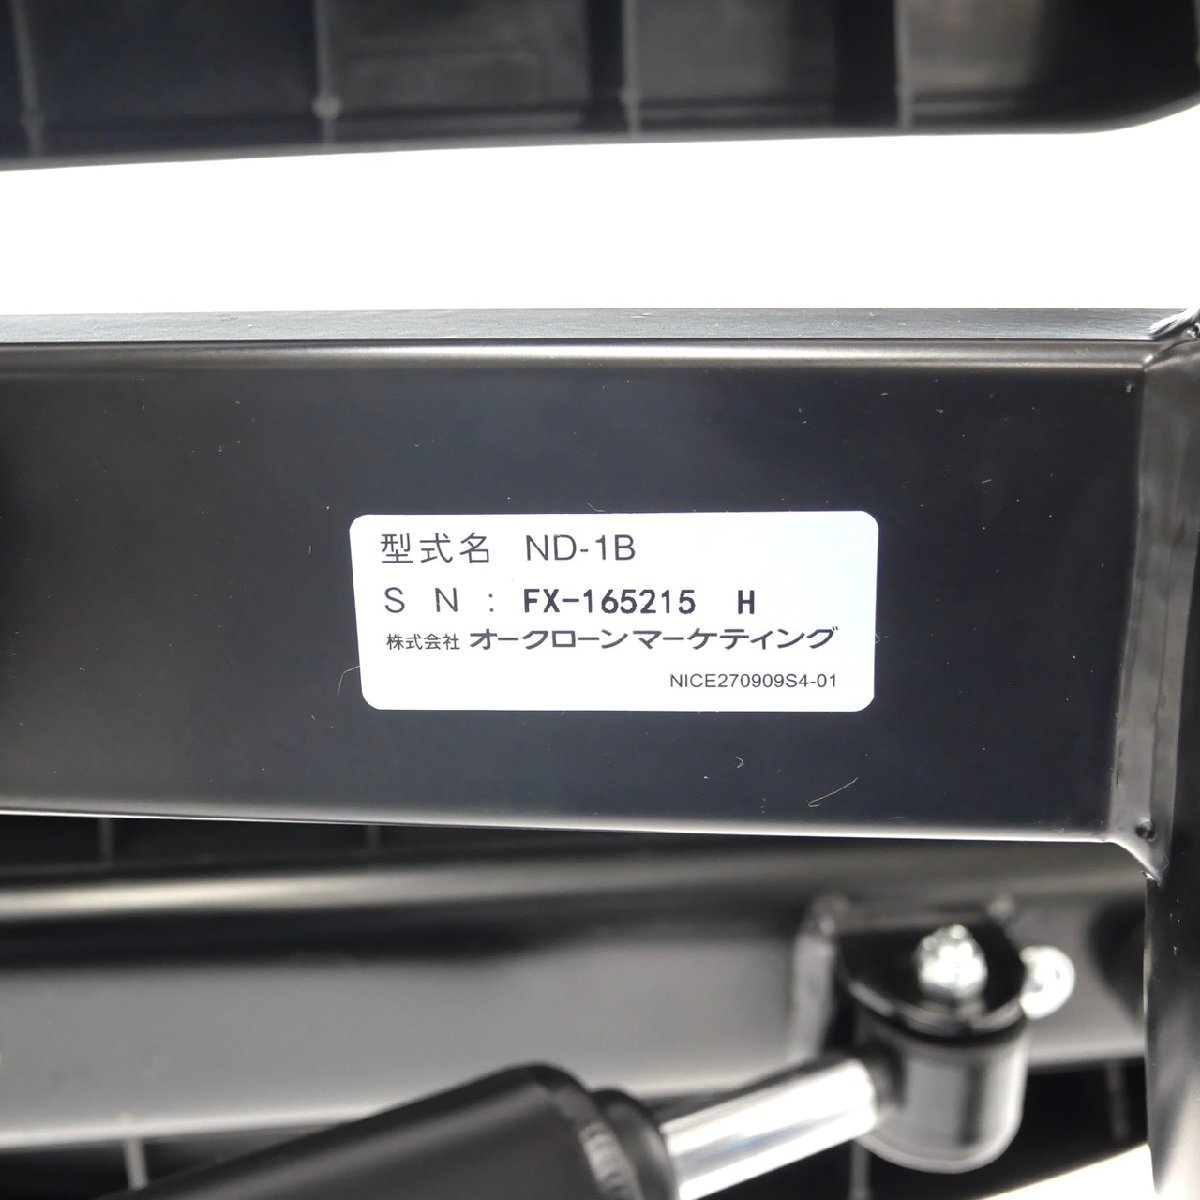 型式名 ND-1B
S N : FX-165215 H
株式会社 オークローンマーケティング
NICE270909S4-01